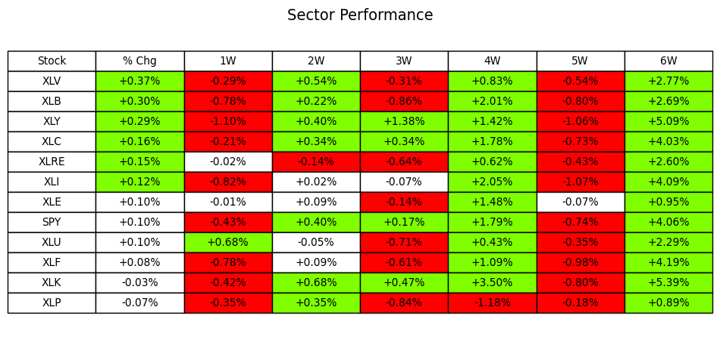 Sector Performance
Stock % Chg 1W 2W 3W 4W 5W 6W
XLV +0.37% -0.29% +0.54% -0.31% +0.83% -0.54% +2.77%
XLB +0.30% -0.78% +0.22% -0.86% +2.01% -0.80% +2.69%
XLY +0.29% -1.10% +0.40% +1.38% +1.42% -1.06% +5.09%
XLC +0.16% -0.21% +0.34% +0.34% +1.78% -0.73% +4.03%
XLRE +0.15% -0.02% -0.14% -0.64% +0.62% -0.43% +2.60%
XLI +0.12% -0.82% +0.02% -0.07% +2.05% -1.07% +4.09%
XLE +0.10% -0.01% +0.09% -0.14% +1.48% -0.07% +0.95%
SPY +0.10% -0.43% +0.40% +0.17% +1.79% -0.74% +4.06%
XLU +0.10% +0.68% -0.05% -0.71% +0.43% -0.35% +2.29%
XLF +0.08% -0.78% +0.09% -0.61% +1.09% -0.98% +4.19%
XLK -0.03% -0.42% +0.68% +0.47% +3.50% -0.80% +5.39%
XLP -0.07% -0.35% +0.35% -0.84% -1.18% -0.18% +0.89%